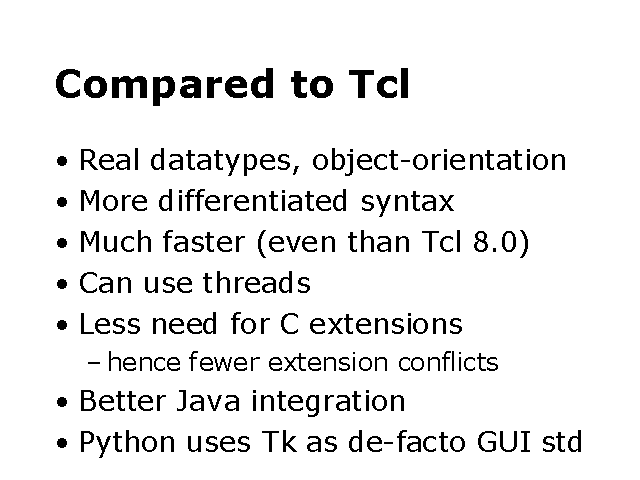 Compared to Tcl
• Real datatypes, object-orientation
• More differentiated syntax
• Much faster (even than Tcl 8.0)
• Can use threads
• Less need for C extensions
– hence fewer extension conflicts
• Better Java integration
• Python uses Tk as de-facto GUI std